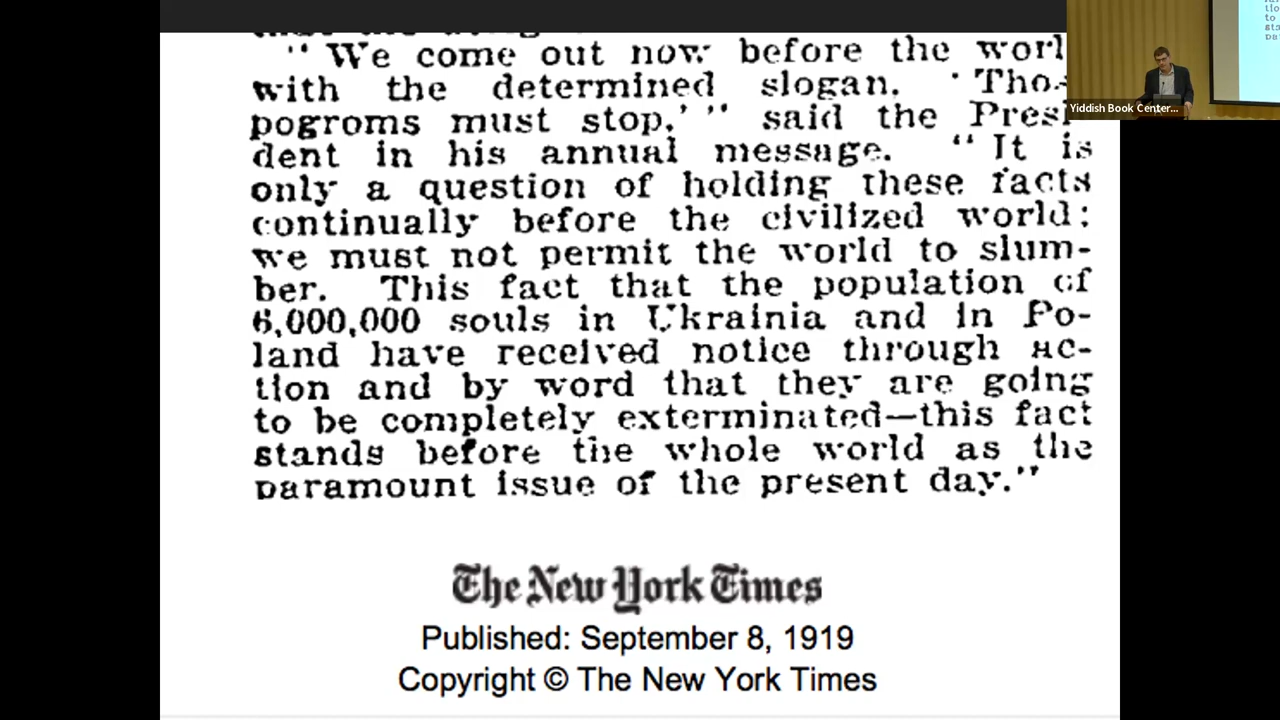 “We come out now before the worl
with the determined slogan. ‘Thos
pogroms must stop,’ ” said the Presi
dent in his annual message. “It is
only a question of holding these facts
continually before the civilized world;
we must not permit the world to slum-
ber. This fact that the population of
6,000,000 souls in Ukrainia and in Po-
land have received notice through ac-
tion and by word that they are going
to be completely exterminated—this fact
stands before the whole world as the
paramount issue of the present day.”
The New York Times
Published: September 8, 1919
Copyright © The New York Times
Yiddish Book Center...